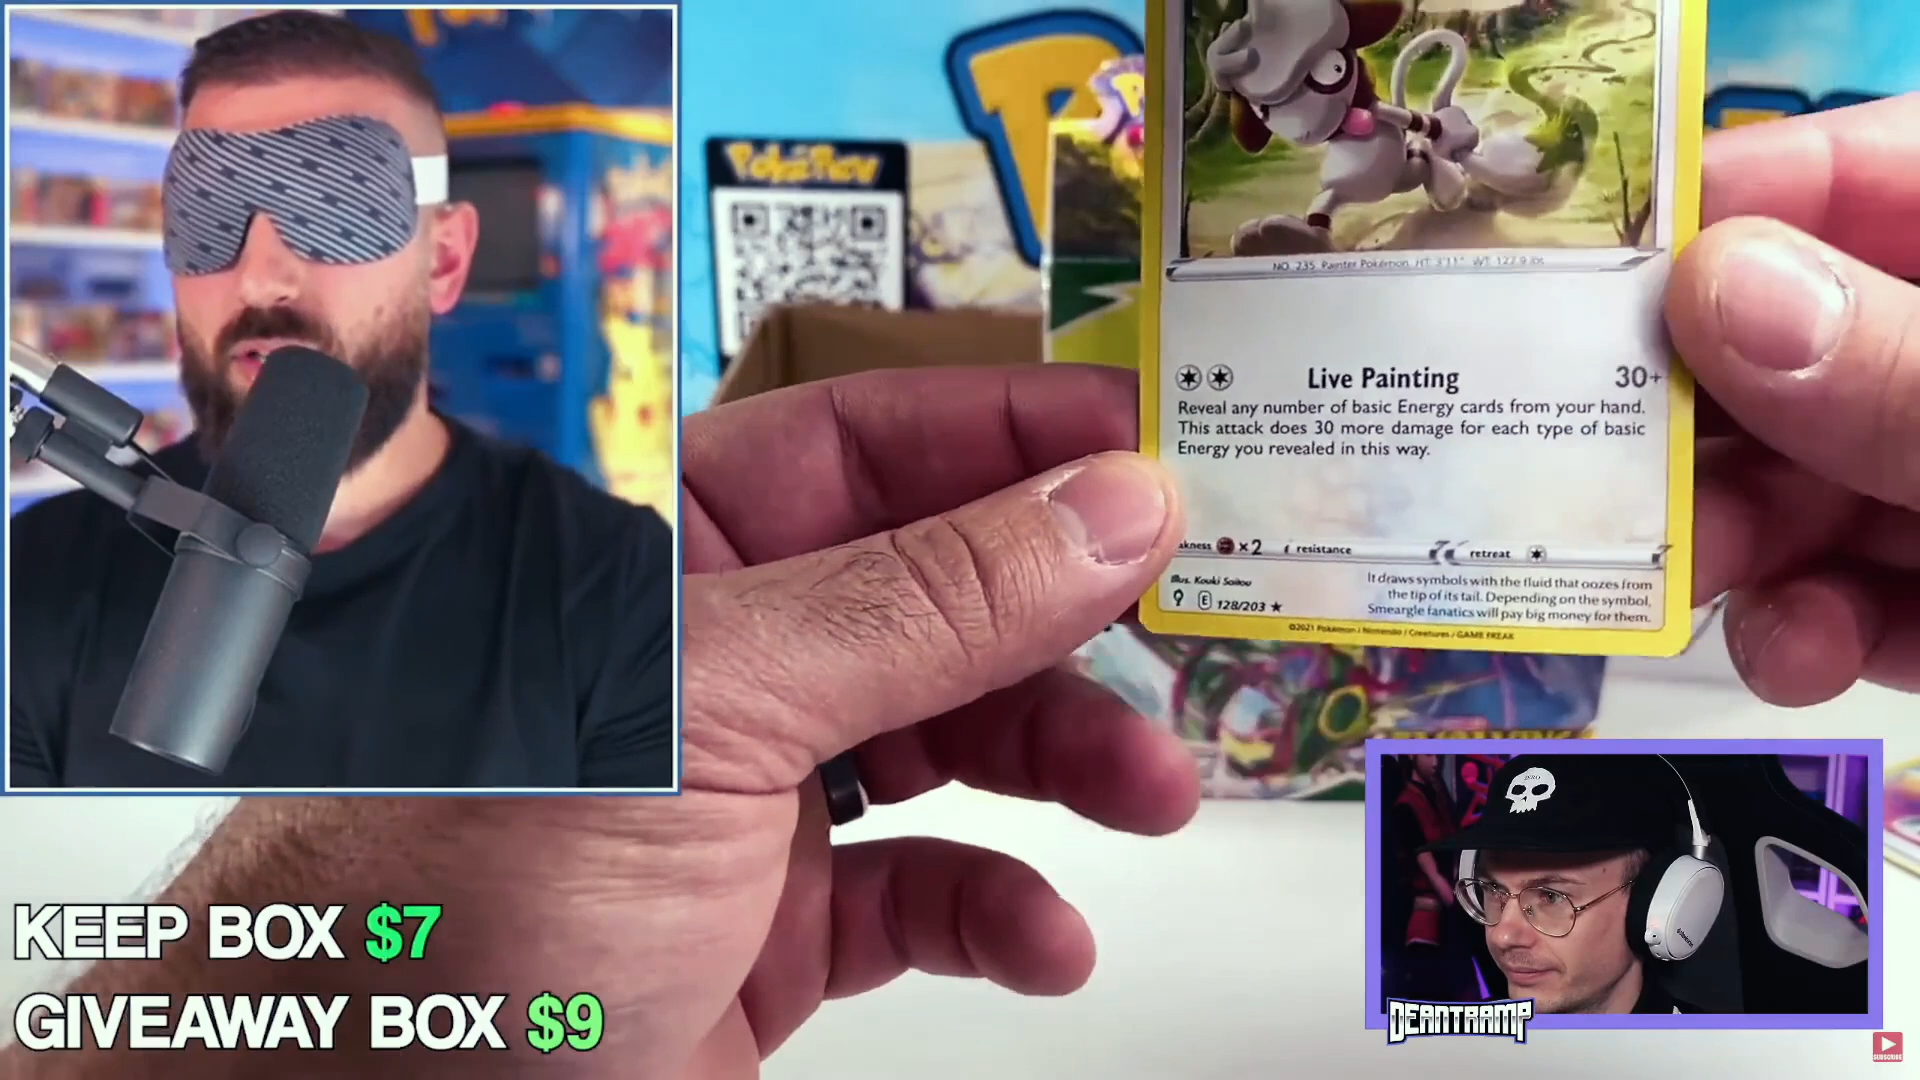 PokéRev
NO. 235 Painter Pokémon HT: 3'11" WT: 127.9 lbs
Live Painting 30+
Reveal any number of basic Energy cards from your hand.
This attack does 30 more damage for each type of basic
Energy you revealed in this way.
akness ×2 resistance retreat
Illus. Kouki Saitou
E 128/203 ★
It draws symbols with the fluid that oozes from
the tip of its tail. Depending on the symbol,
Smeargle fanatics will pay big money for them.
©2021 Pokémon / Nintendo / Creatures / GAME FREAK
KEEP BOX $7
GIVEAWAY BOX $9
ZERO
DEANTRAMP
SUBSCRIBE